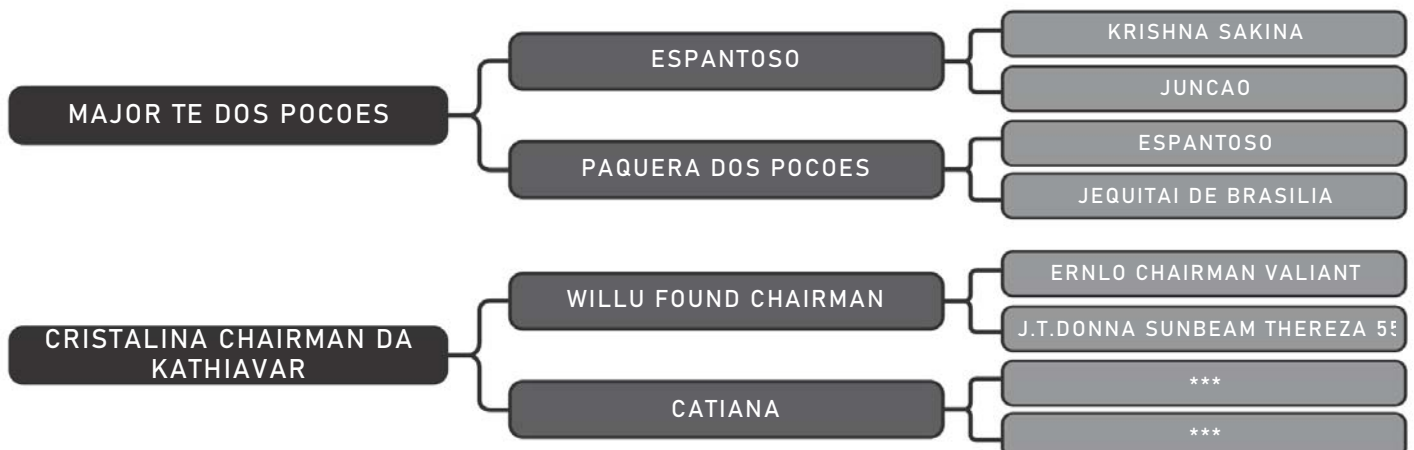 KRISHNA SAKINA
ESPANTOSO
JUNCAO
MAJOR TE DOS POCOES
ESPANTOSO
PAQUERA DOS POCOES
JEQUITAI DE BRASILIA
ERNLO CHAIRMAN VALIANT
WILLU FOUND CHAIRMAN
J.T.DONNA SUNBEAM THEREZA 55
CRISTALINA CHAIRMAN DA
KATHIAVAR
***
CATIANA
***